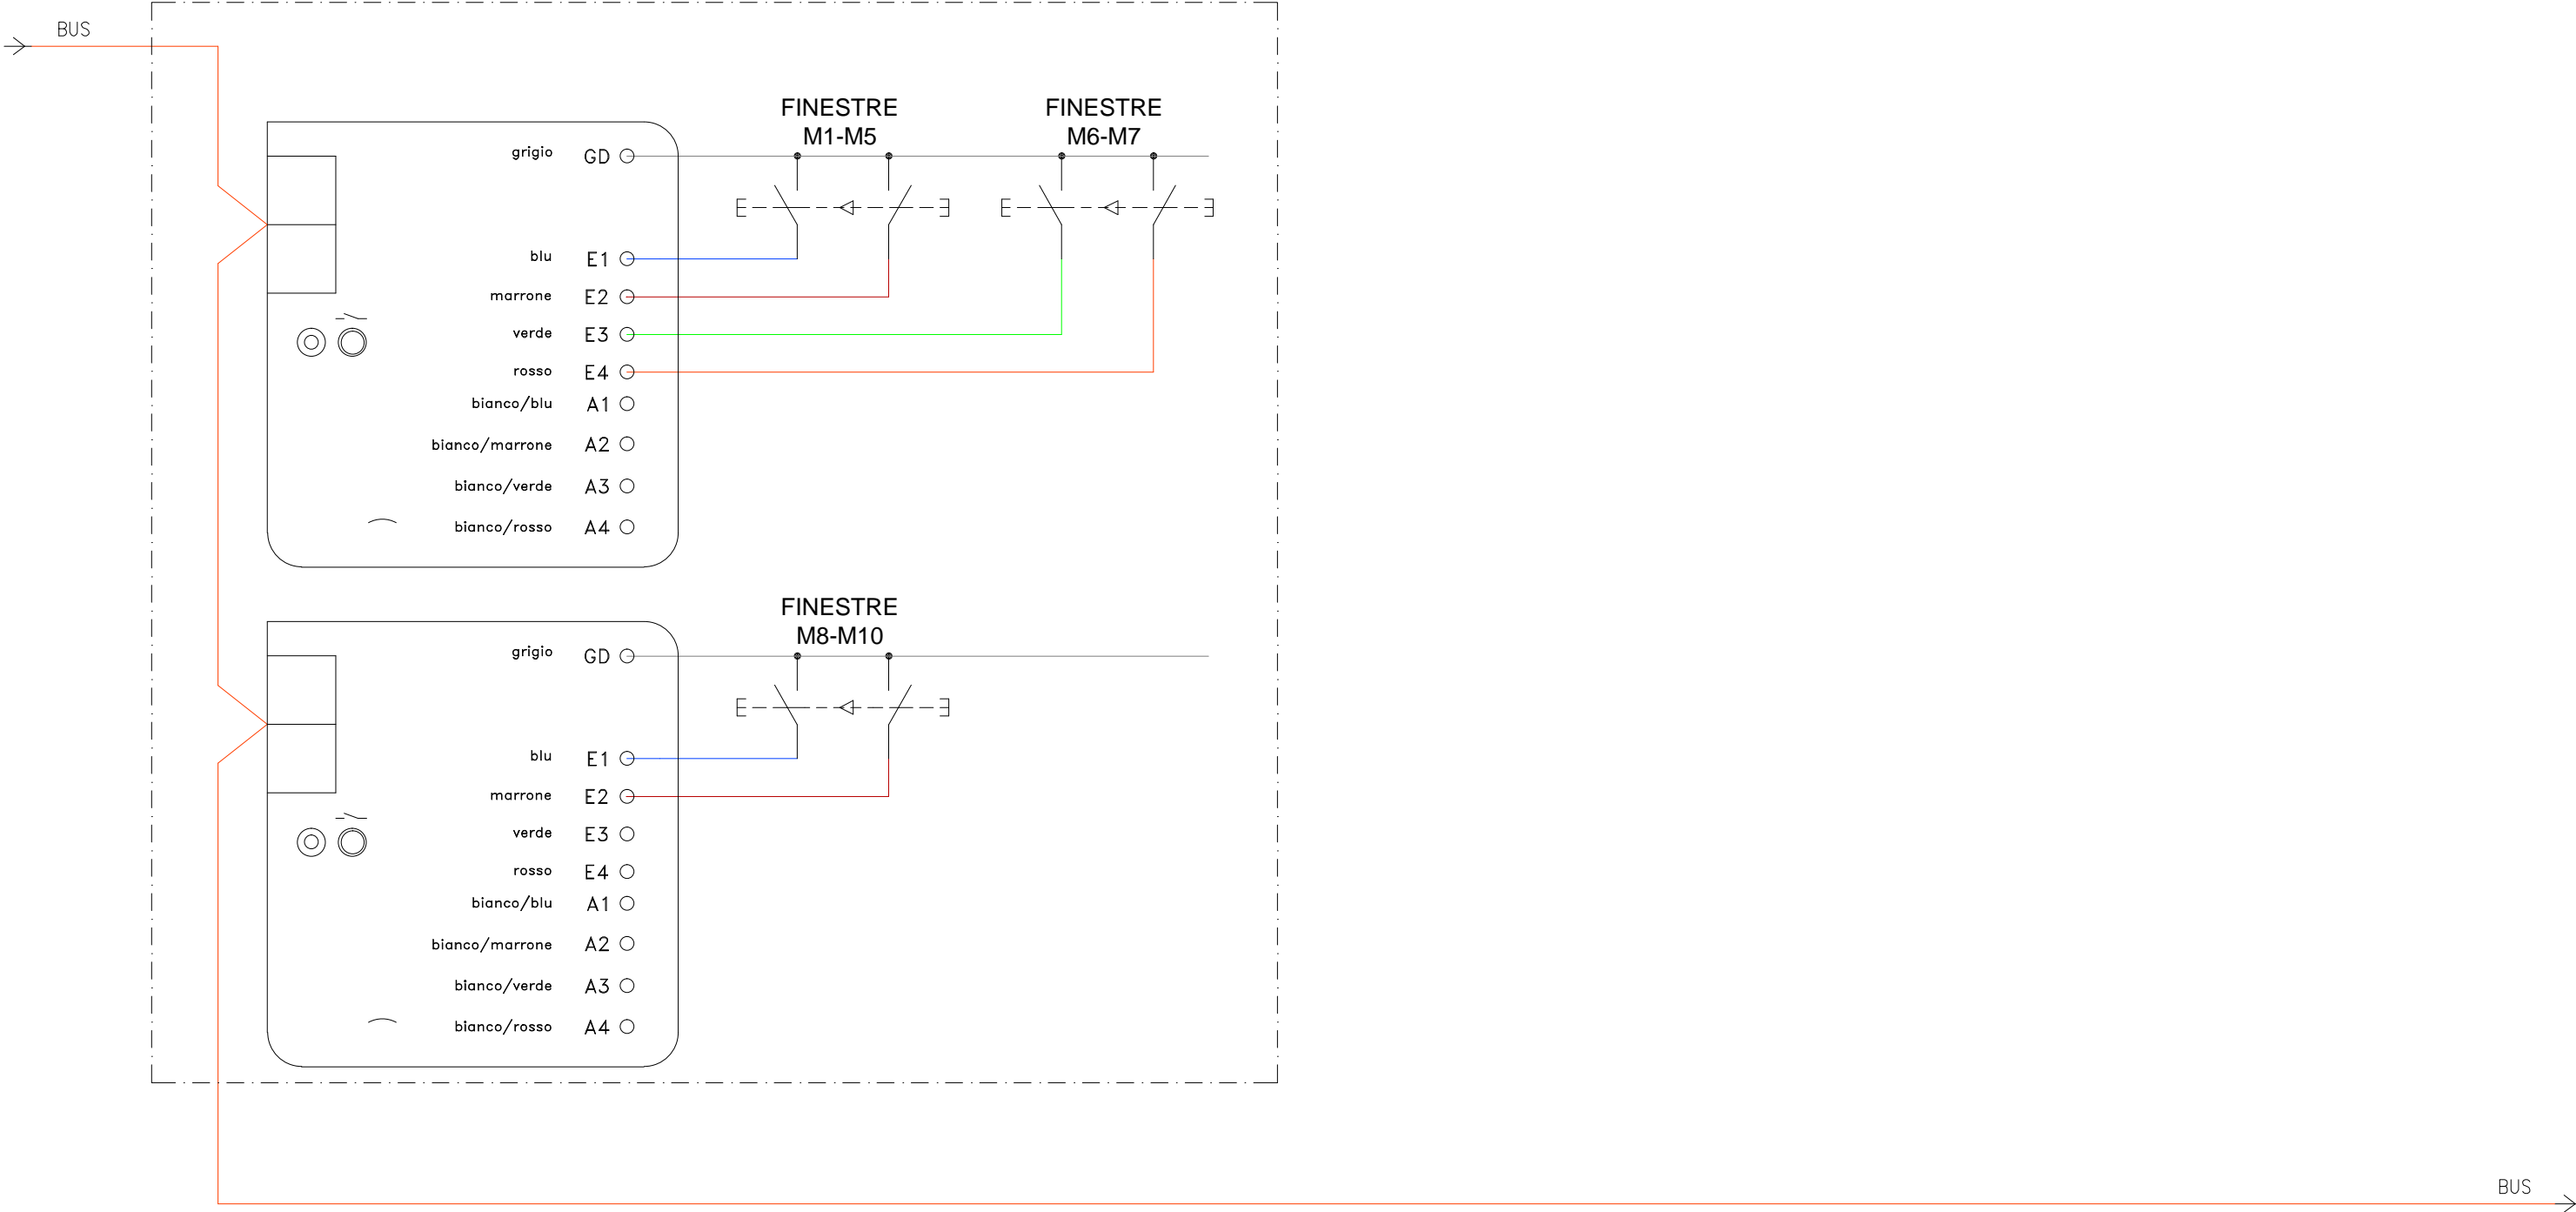 BUS
FINESTRE
M1-M5
FINESTRE
M6-M7
grigio GD
blu E1
marrone E2
verde E3
rosso E4
bianco/blu A1
bianco/marrone A2
bianco/verde A3
bianco/rosso A4
FINESTRE
M8-M10
grigio GD
blu E1
marrone E2
verde E3
rosso E4
bianco/blu A1
bianco/marrone A2
bianco/verde A3
bianco/rosso A4
BUS